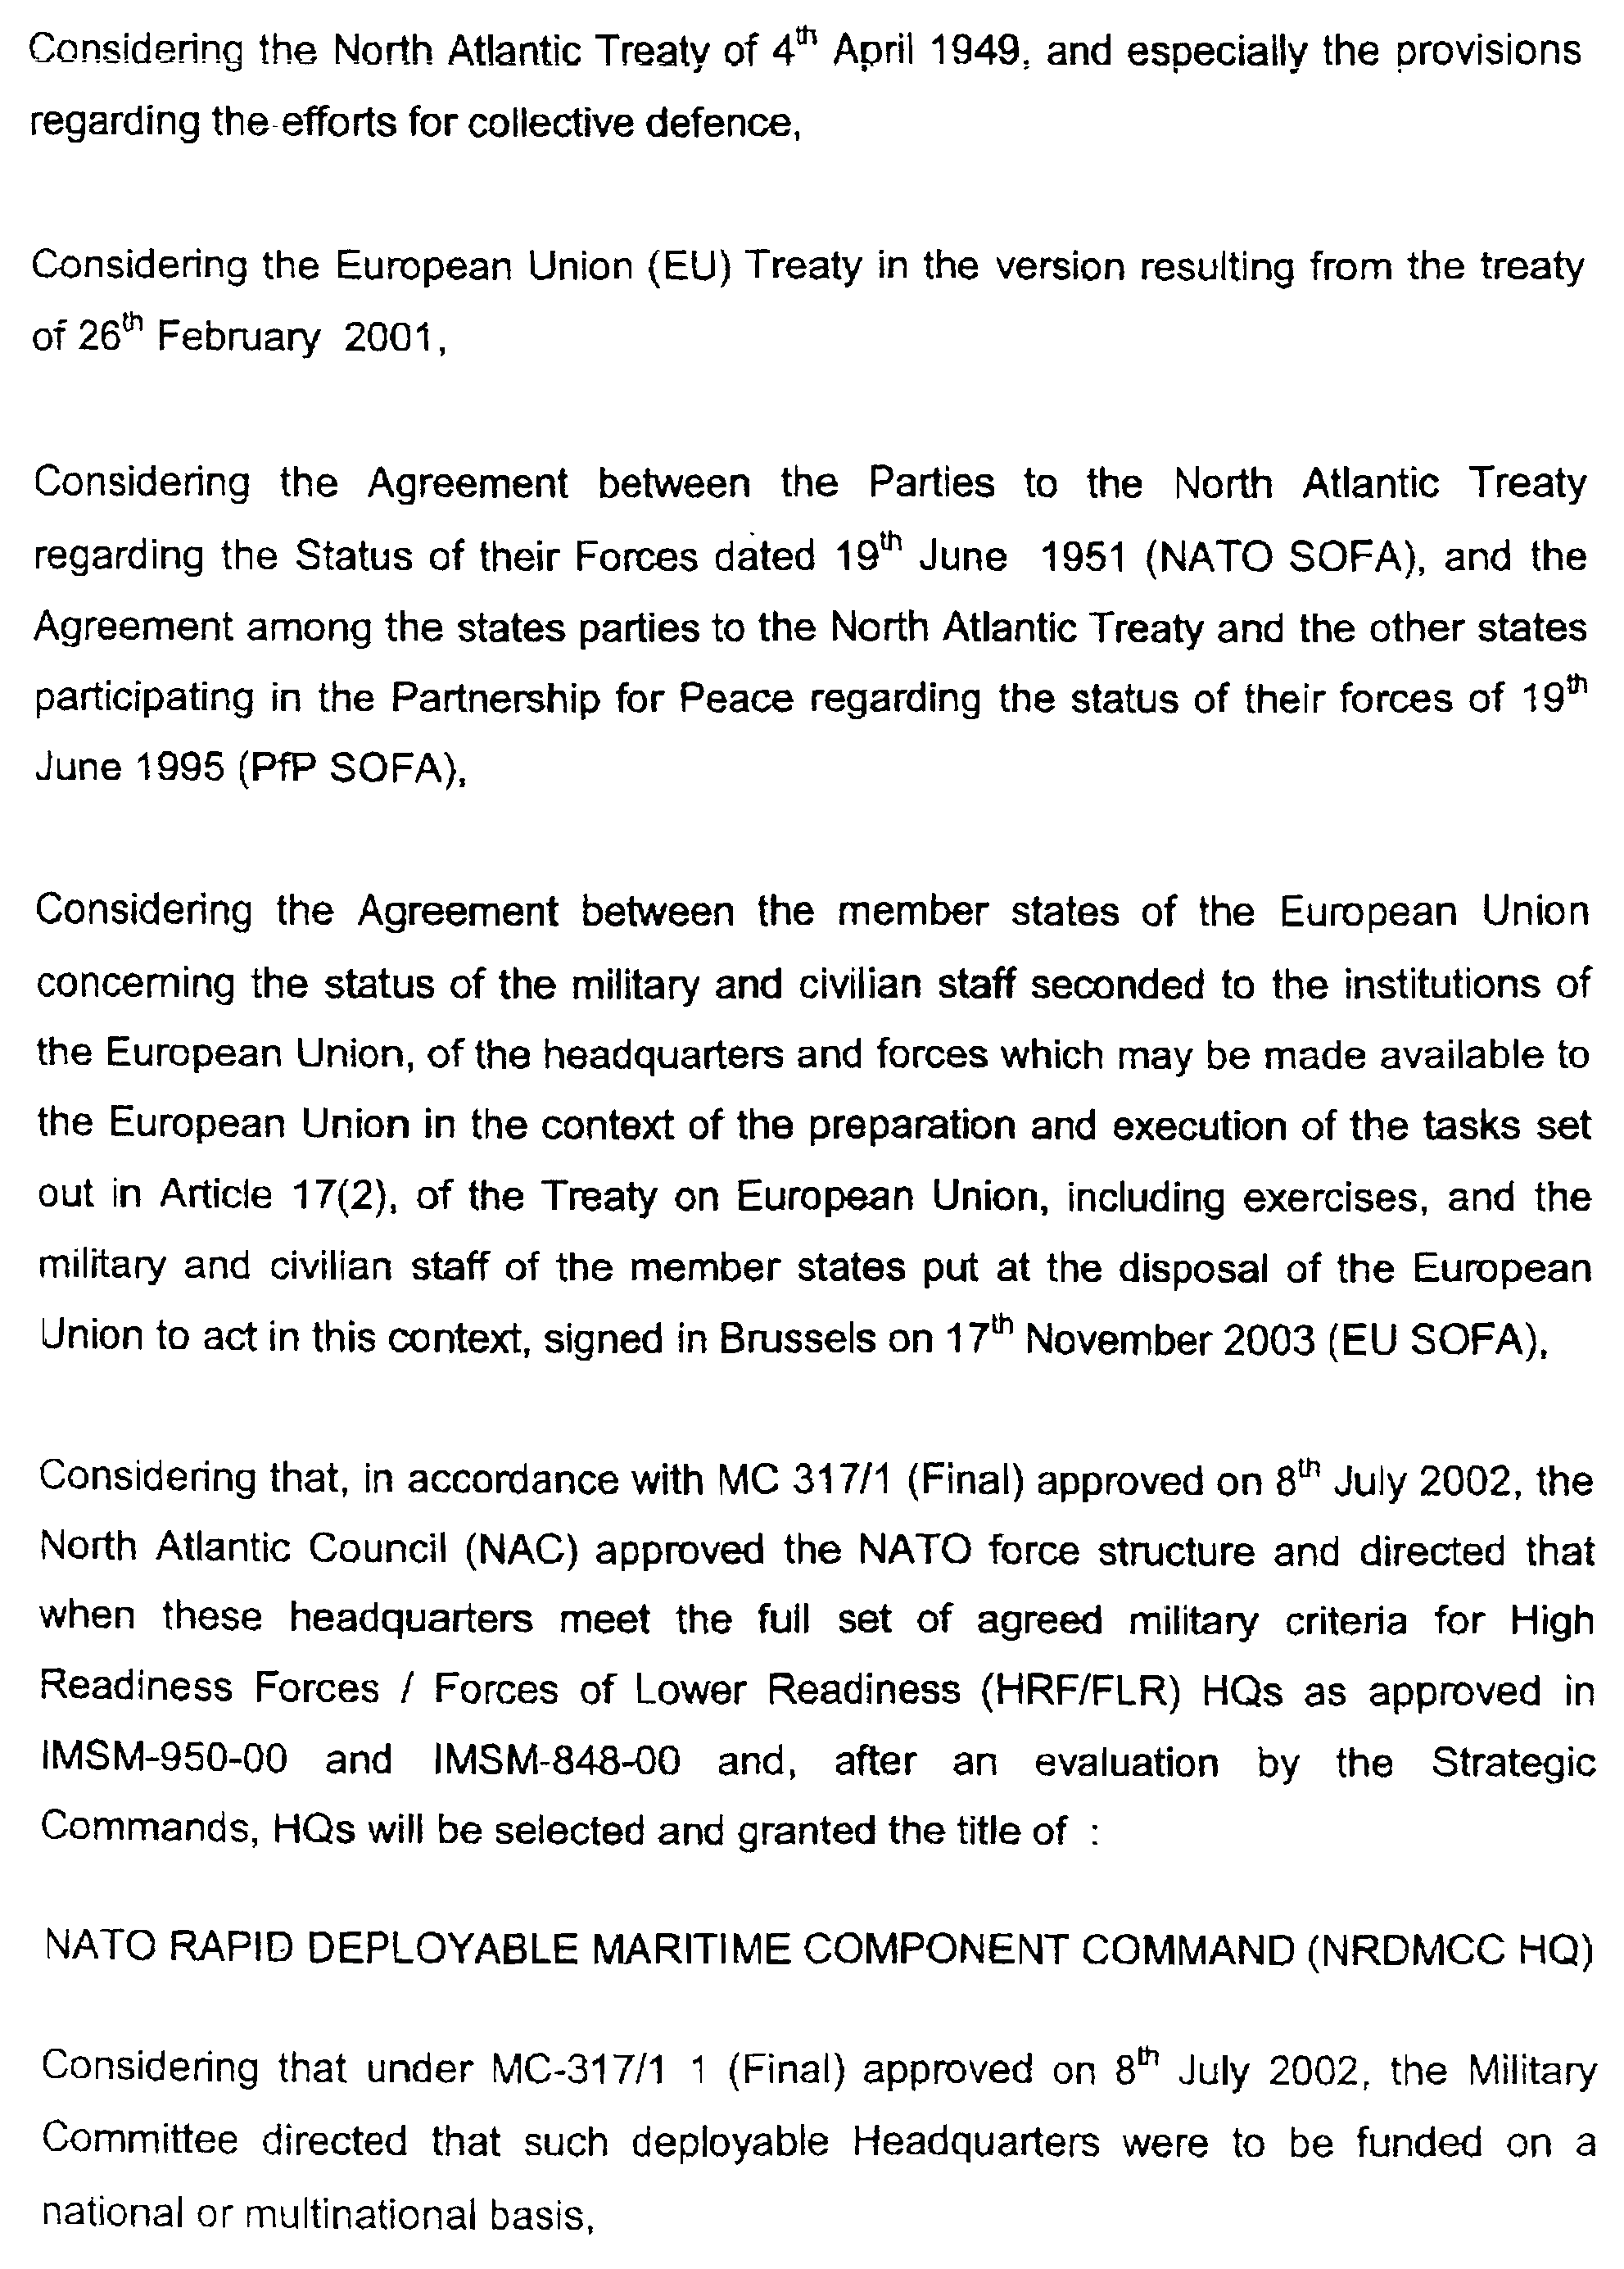 Considering the North Atlantic Treaty of 4th April 1949, and especially the provisions
regarding the efforts for collective defence,
Considering the European Union (EU) Treaty in the version resulting from the treaty
of 26th February 2001,
Considering the Agreement between the Parties to the North Atlantic Treaty
regarding the Status of their Forces dated 19th June 1951 (NATO SOFA), and the
Agreement among the states parties to the North Atlantic Treaty and the other states
participating in the Partnership for Peace regarding the status of their forces of 19th
June 1995 (PfP SOFA),
Considering the Agreement between the member states of the European Union
concerning the status of the military and civilian staff seconded to the institutions of
the European Union, of the headquarters and forces which may be made available to
the European Union in the context of the preparation and execution of the tasks set
out in Article 17(2), of the Treaty on European Union, including exercises, and the
military and civilian staff of the member states put at the disposal of the European
Union to act in this context, signed in Brussels on 17th November 2003 (EU SOFA),
Considering that, in accordance with MC 317/1 (Final) approved on 8th July 2002, the
North Atlantic Council (NAC) approved the NATO force structure and directed that
when these headquarters meet the full set of agreed military criteria for High
Readiness Forces / Forces of Lower Readiness (HRF/FLR) HQs as approved in
IMSM-950-00 and IMSM-848-00 and, after an evaluation by the Strategic
Commands, HQs will be selected and granted the title of :
NATO RAPID DEPLOYABLE MARITIME COMPONENT COMMAND (NRDMCC HQ)
Considering that under MC-317/1 1 (Final) approved on 8th July 2002, the Military
Committee directed that such deployable Headquarters were to be funded on a
national or multinational basis,